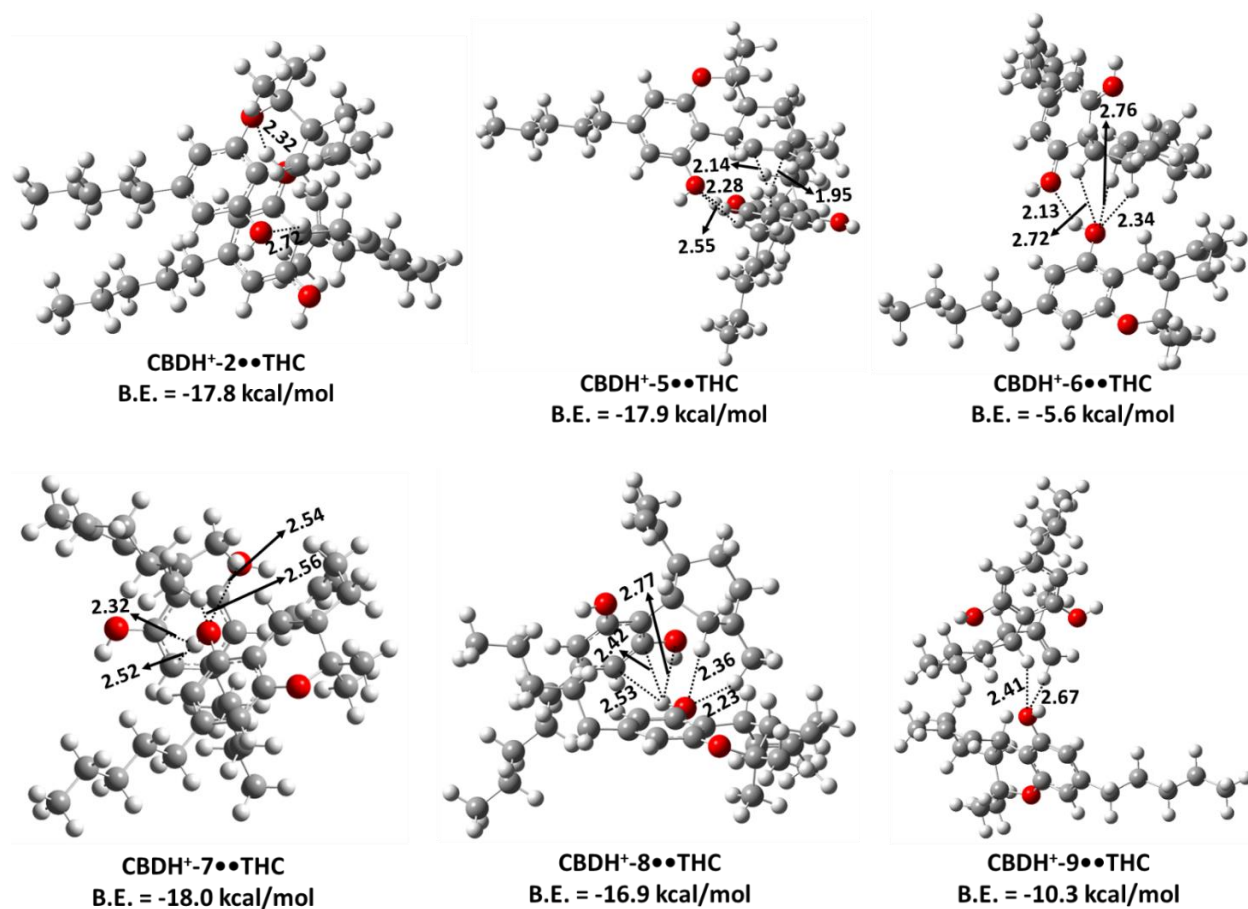 2.32
2.72
CBDH⁺-2●●THC
B.E. = -17.8 kcal/mol
2.14
2.28
1.95
2.55
CBDH⁺-5●●THC
B.E. = -17.9 kcal/mol
2.76
2.13
2.34
2.72
CBDH⁺-6●●THC
B.E. = -5.6 kcal/mol
2.54
2.56
2.32
2.52
CBDH⁺-7●●THC
B.E. = -18.0 kcal/mol
2.77
2.42
2.36
2.53
2.23
CBDH⁺-8●●THC
B.E. = -16.9 kcal/mol
2.41
2.67
CBDH⁺-9●●THC
B.E. = -10.3 kcal/mol